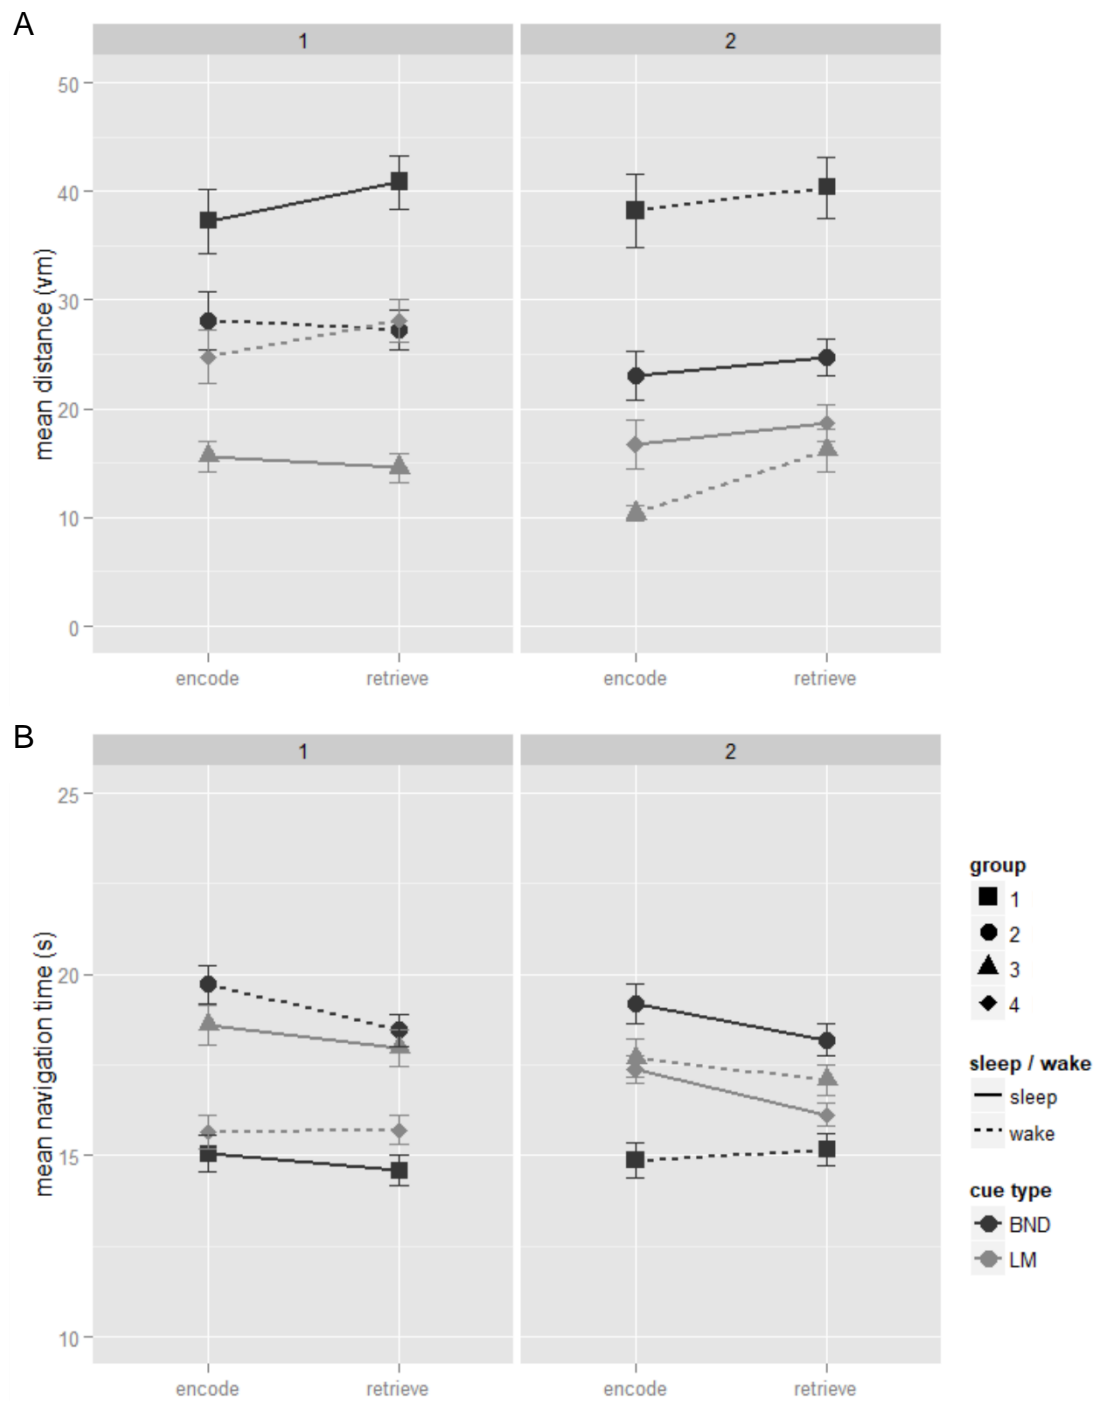 A
1
2
mean distance (vm)
50
40
30
20
10
0
encode
retrieve
encode
retrieve
B
1
2
mean navigation time (s)
25
20
15
10
encode
retrieve
encode
retrieve
group
1
2
3
4
sleep / wake
sleep
wake
cue type
BND
LM